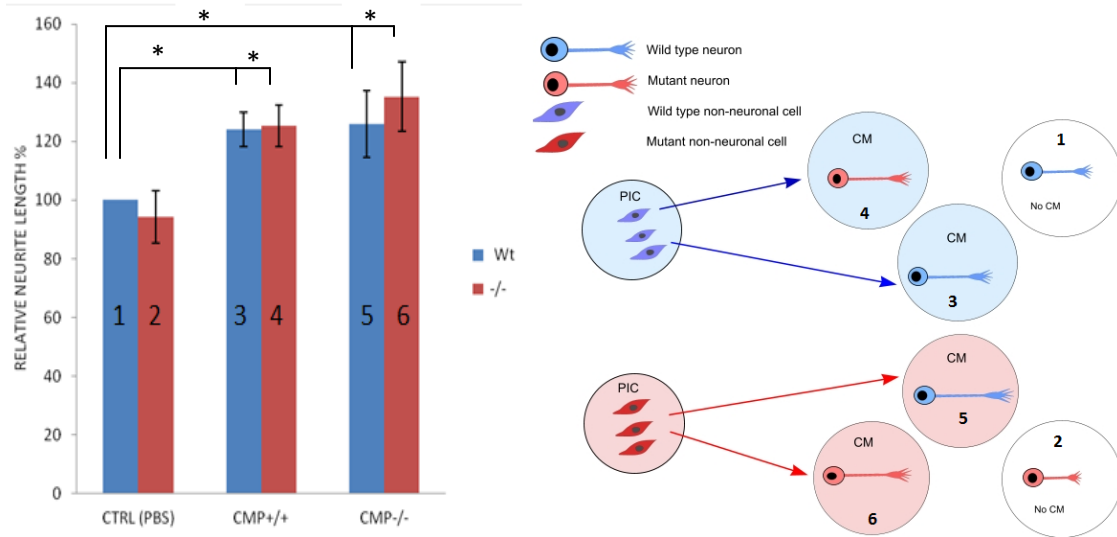 160
140
120
100
80
60
40
20
0
RELATIVE NEURITE LENGTH %
*
*
*
*
1
2
3
4
5
6
CTRL (PBS)
CMP+/+
CMP-/-
Wt
-/-
Wild type neuron
Mutant neuron
Wild type non-neuronal cell
Mutant non-neuronal cell
PIC
CM
4
1
No CM
CM
3
PIC
CM
5
CM
6
2
No CM